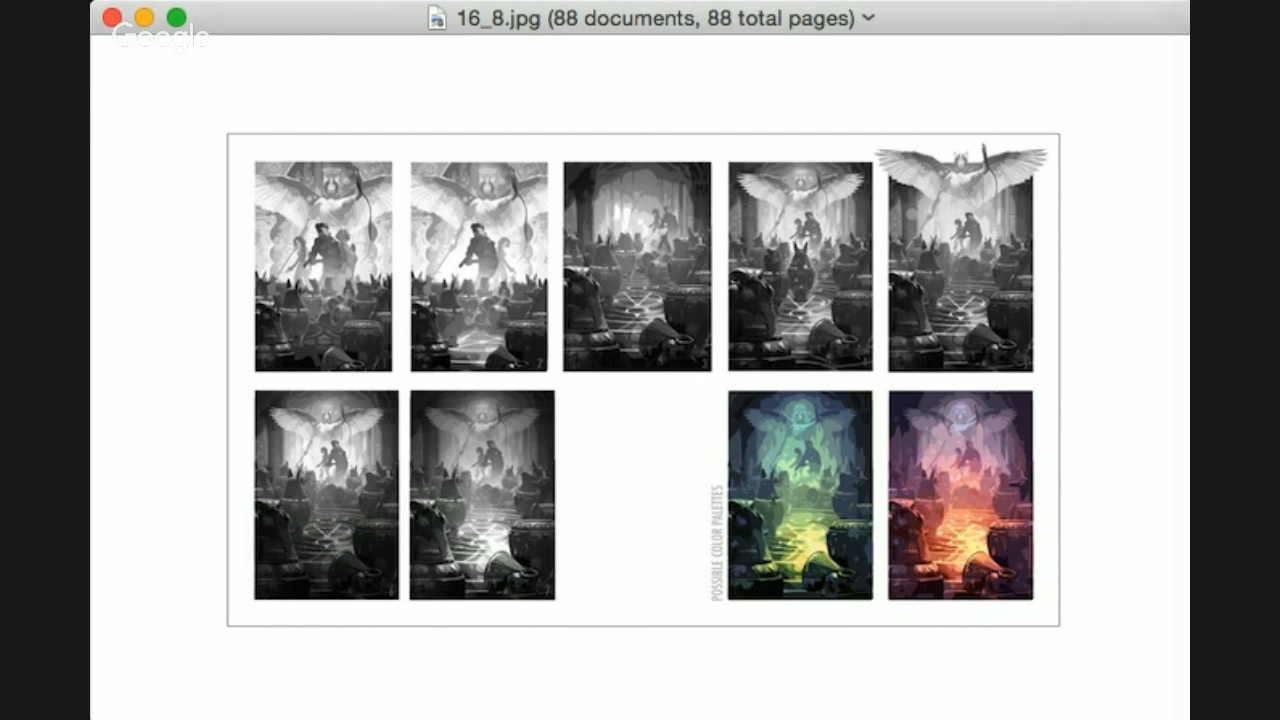 16_8.jpg (88 documents, 88 total pages)
Google
POSSIBLE COLOR PALETTES